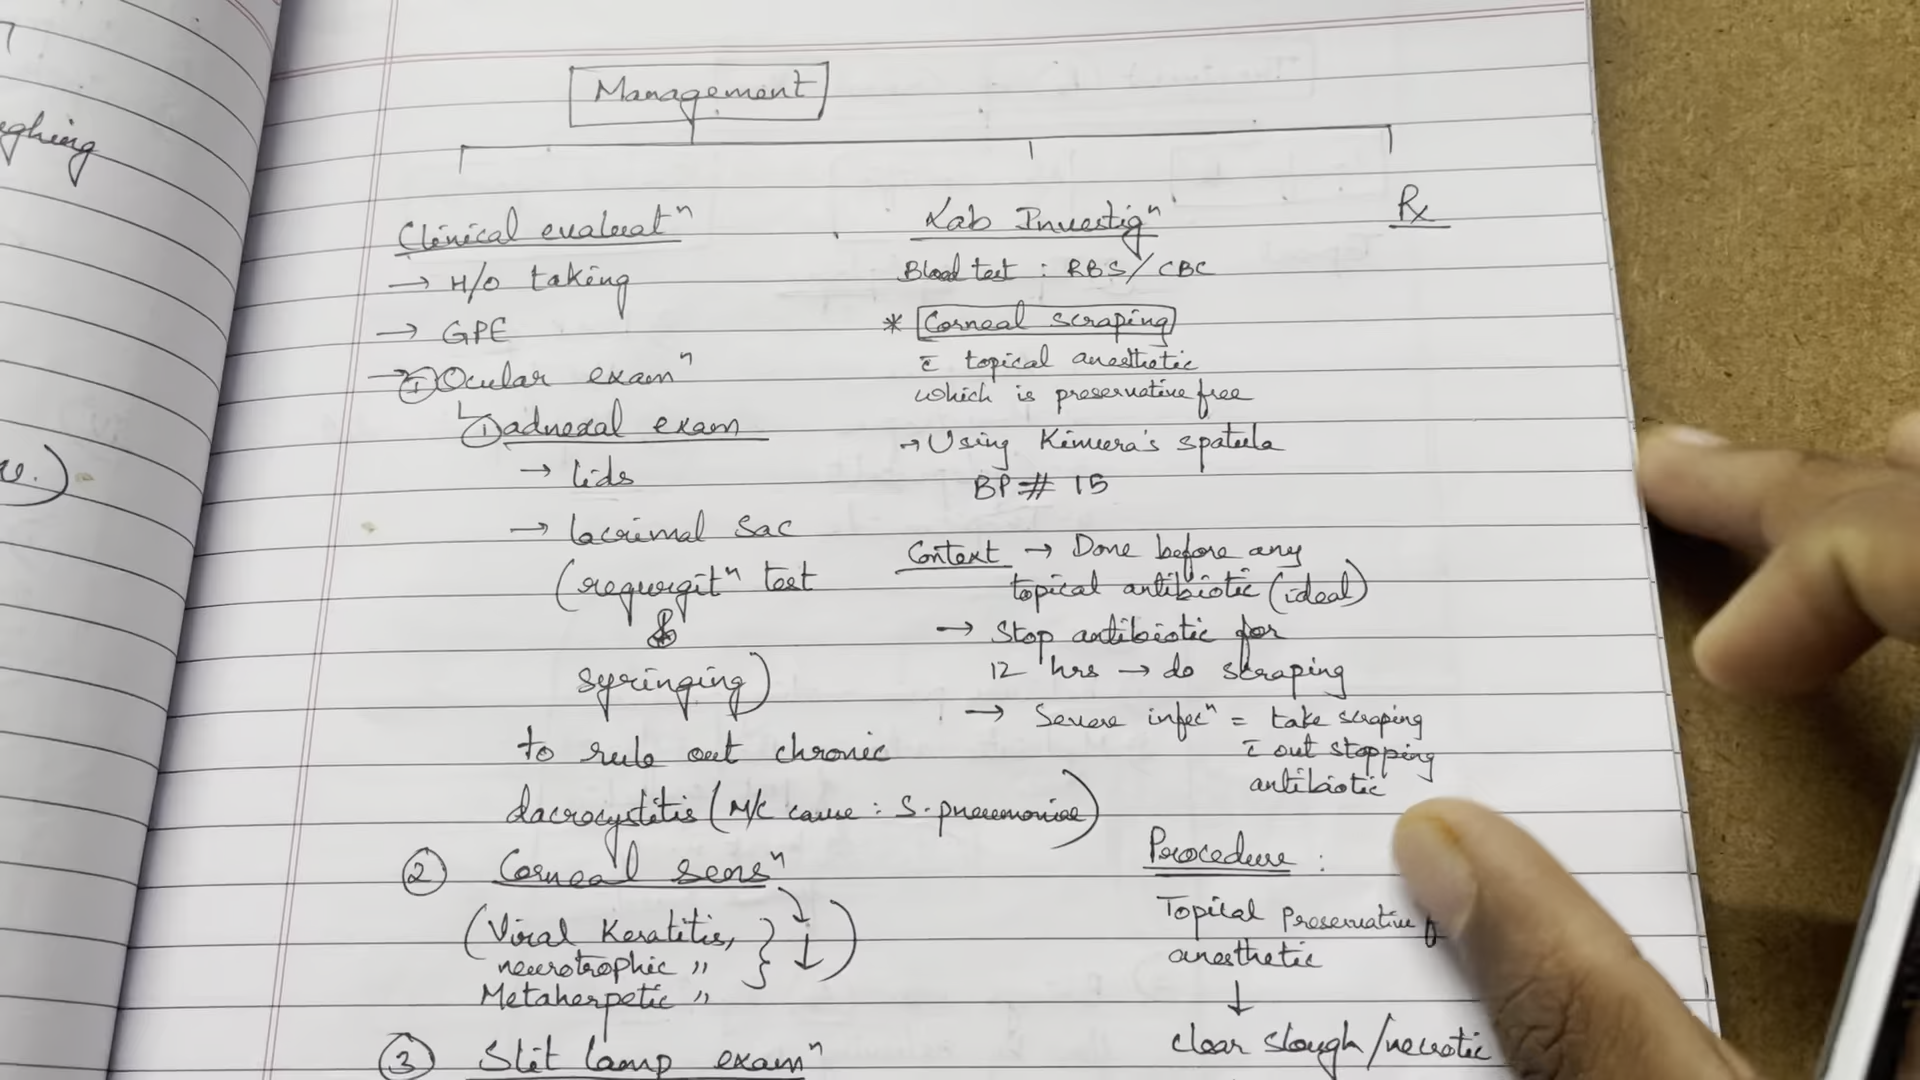 ghing
v.)
Management
Clinical evaluatⁿ
→ H/O taking
→ GPE
→ ① Ocular examⁿ
① adnexal exam
→ lids
→ lacrimal sac
(regurgitⁿ test
&
syringing)
to rule out chronic
dacrocystitis (M/C cause : S. pneumoniae)
② Corneal sensⁿ
(Viral Keratitis, } ↓)
neurotrophic "
Metaherpetic "
③ Slit lamp examⁿ
Lab Investigⁿ
Blood test : RBS/CBC
* Corneal scraping
c̄ topical anesthetic
which is preservative free
→ Using Kimura's spatula
BP # 15
Context → Done before any
topical antibiotic (ideal)
→ Stop antibiotic for
12 hrs → do scraping
→ Severe infecⁿ = take scraping
c̄ out stopping
antibiotic
Procedure :
Topical preservative f
anesthetic
↓
clear slough/necrotic
Rx